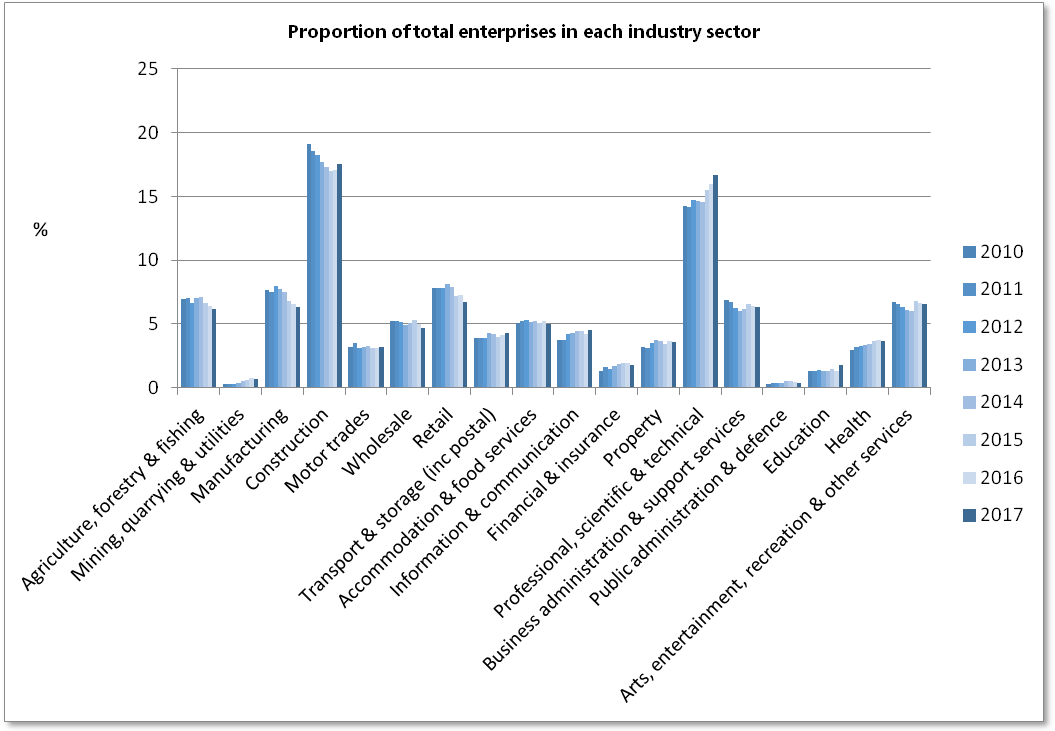 Proportion of total enterprises in each industry sector
25
20
15
10
5
0
%
Agriculture, forestry & fishing
Mining, quarrying & utilities
Manufacturing
Construction
Motor trades
Wholesale
Retail
Transport & storage (inc postal)
Accommodation & food services
Information & communication
Financial & insurance
Property
Professional, scientific & technical
Business administration & support services
Public administration & defence
Education
Health
Arts, entertainment, recreation & other services
2010
2011
2012
2013
2014
2015
2016
2017